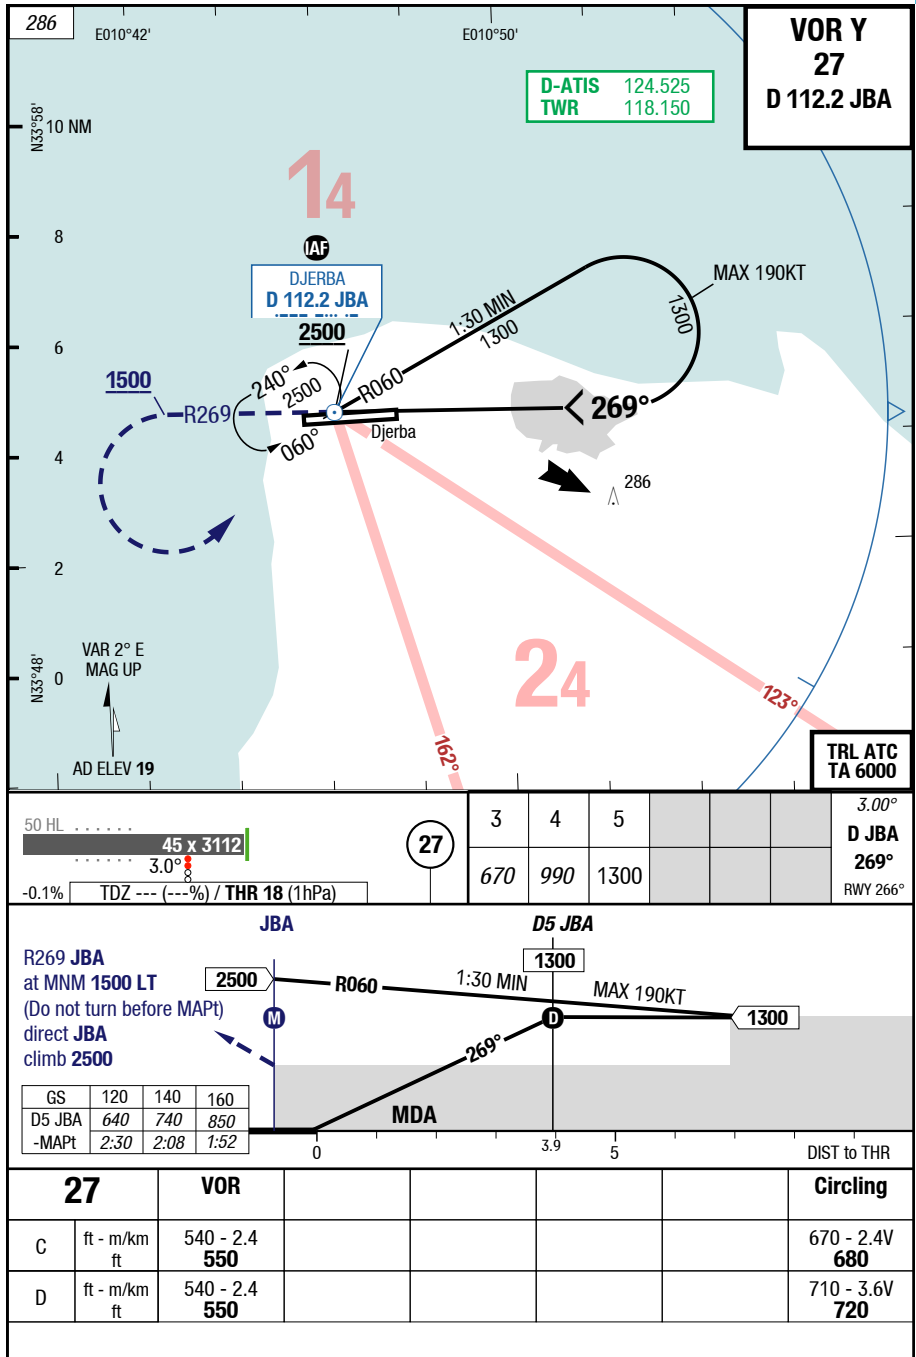 286
E010°42'
E010°50'
VOR Y
27
D 112.2 JBA
D-ATIS 124.525
TWR 118.150
N33°58'
10 NM
14
8
IAF
DJERBA
D 112.2 JBA
2500
MAX 190KT
1:30 MIN
1300
1300
6
1500
R269
240°
2500
R060
060°
Djerba
269°
4
286
2
24
VAR 2° E
MAG UP
N33°48'
0
123°
162°
AD ELEV 19
TRL ATC
TA 6000
50 HL
45 x 3112
3.0°
-0.1%
TDZ --- (---%) / THR 18 (1hPa)
27
3 4 5
670 990 1300
3.00°
D JBA
269°
RWY 266°
JBA
D5 JBA
1300
R269 JBA
at MNM 1500 LT
(Do not turn before MAPt)
direct JBA
climb 2500
2500
R060
1:30 MIN
MAX 190KT
1300
M
D
269°
MDA
GS 120 140 160
D5 JBA 640 740 850
-MAPt 2:30 2:08 1:52
0
3.9
5
DIST to THR
27 VOR Circling
C ft - m/km 540 - 2.4 670 - 2.4V
ft 550 680
D ft - m/km 540 - 2.4 710 - 3.6V
ft 550 720